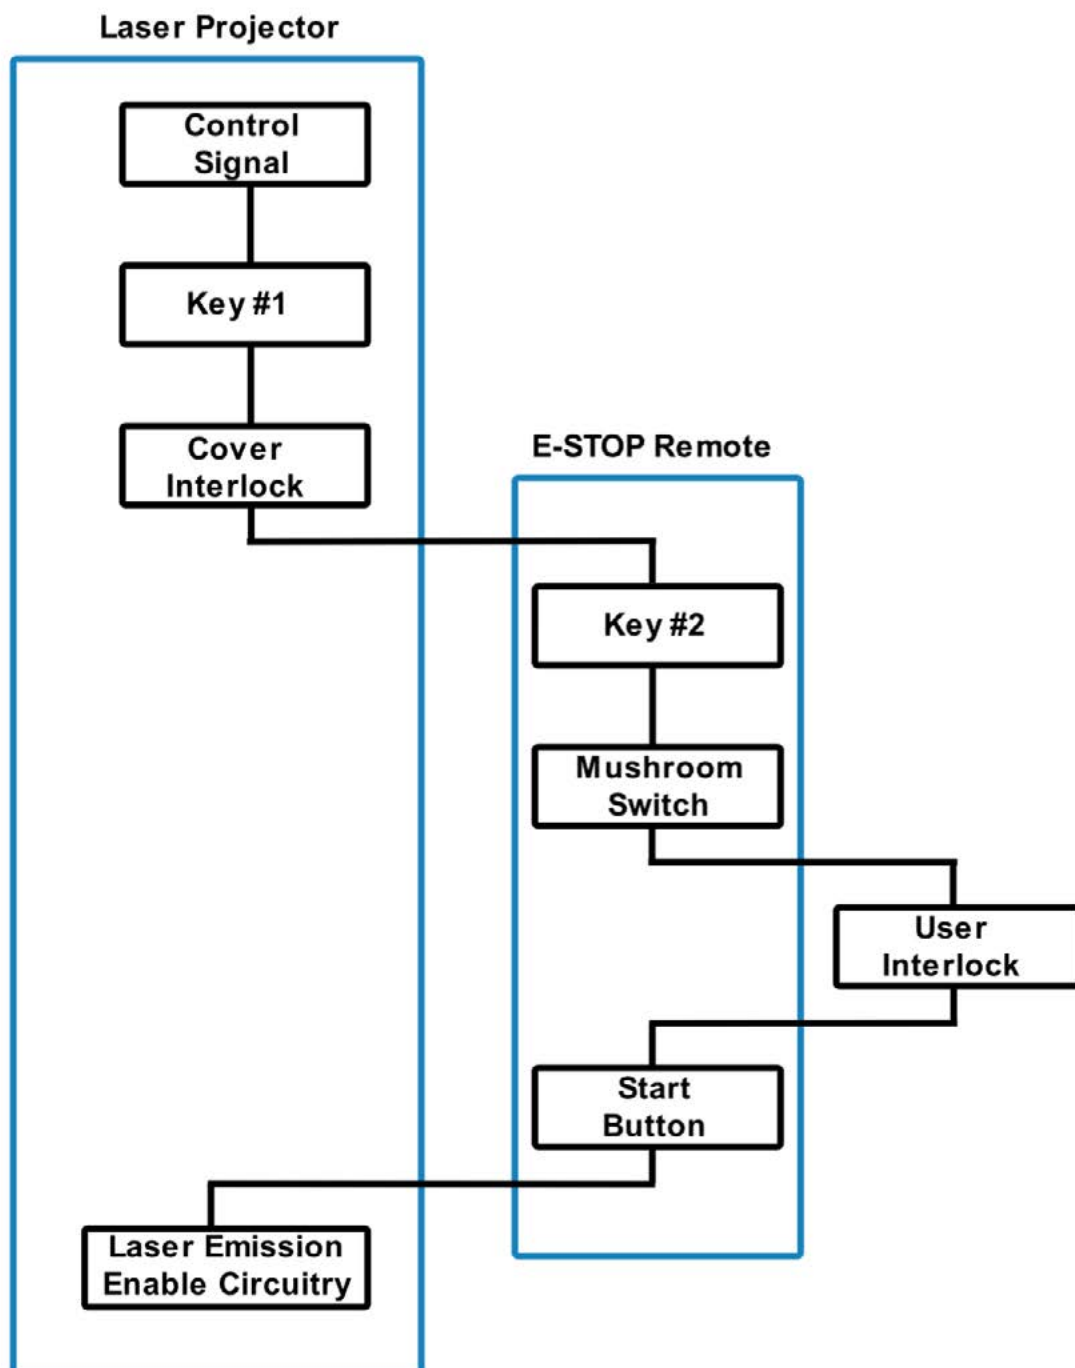 Laser Projector
Control
Signal
Key #1
Cover
Interlock
E-STOP Remote
Key #2
Mushroom
Switch
User
Interlock
Start
Button
Laser Emission
Enable Circuitry